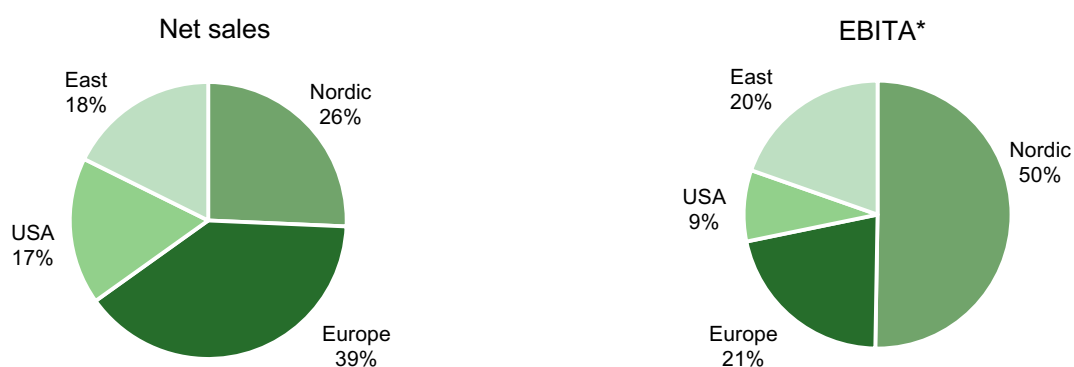 Net sales
East
18%
Nordic
26%
USA
17%
Europe
39%
EBITA*
East
20%
Nordic
50%
USA
9%
Europe
21%